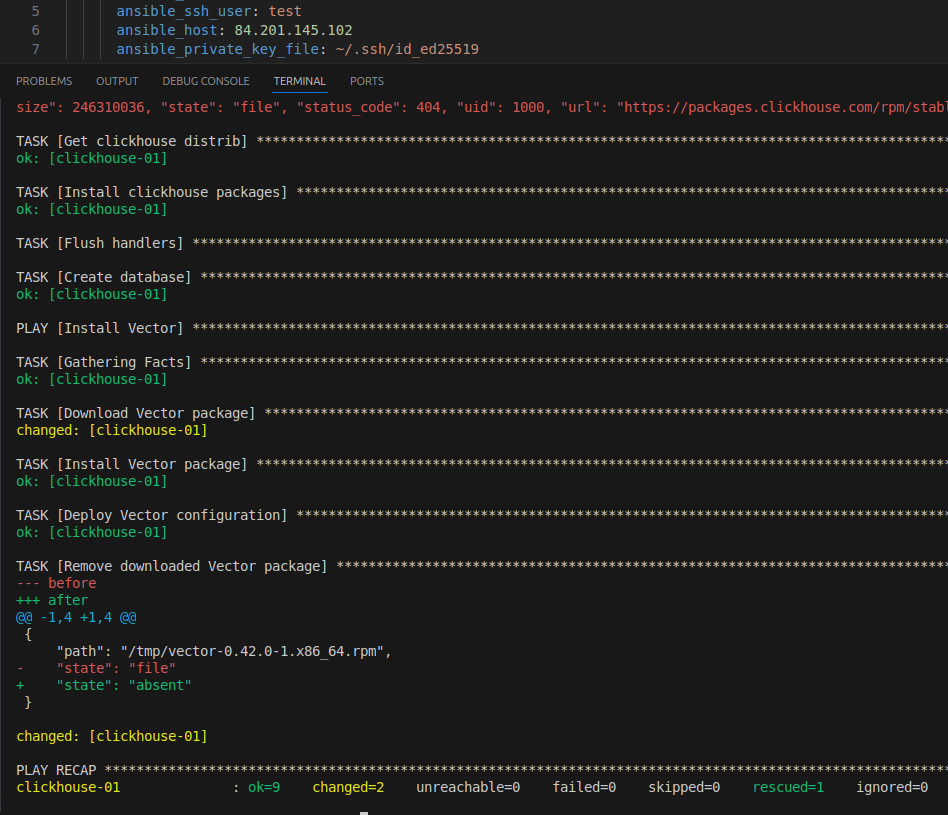 5 ansible_ssh_user: test
6 ansible_host: 84.201.145.102
7 ansible_private_key_file: ~/.ssh/id_ed25519
PROBLEMS OUTPUT DEBUG CONSOLE TERMINAL PORTS
size": 246310036, "state": "file", "status_code": 404, "uid": 1000, "url": "https://packages.clickhouse.com/rpm/stabl
TASK [Get clickhouse distrib] **************************************************************************************
ok: [clickhouse-01]
TASK [Install clickhouse packages] *********************************************************************************
ok: [clickhouse-01]
TASK [Flush handlers] **********************************************************************************************
TASK [Create database] *********************************************************************************************
ok: [clickhouse-01]
PLAY [Install Vector] **********************************************************************************************
TASK [Gathering Facts] *********************************************************************************************
ok: [clickhouse-01]
TASK [Download Vector package] *************************************************************************************
changed: [clickhouse-01]
TASK [Install Vector package] **************************************************************************************
ok: [clickhouse-01]
TASK [Deploy Vector configuration] *********************************************************************************
ok: [clickhouse-01]
TASK [Remove downloaded Vector package] ****************************************************************************
--- before
+++ after
@@ -1,4 +1,4 @@
{
"path": "/tmp/vector-0.42.0-1.x86_64.rpm",
- "state": "file"
+ "state": "absent"
}
changed: [clickhouse-01]
PLAY RECAP *********************************************************************************************************
clickhouse-01 : ok=9 changed=2 unreachable=0 failed=0 skipped=0 rescued=1 ignored=0